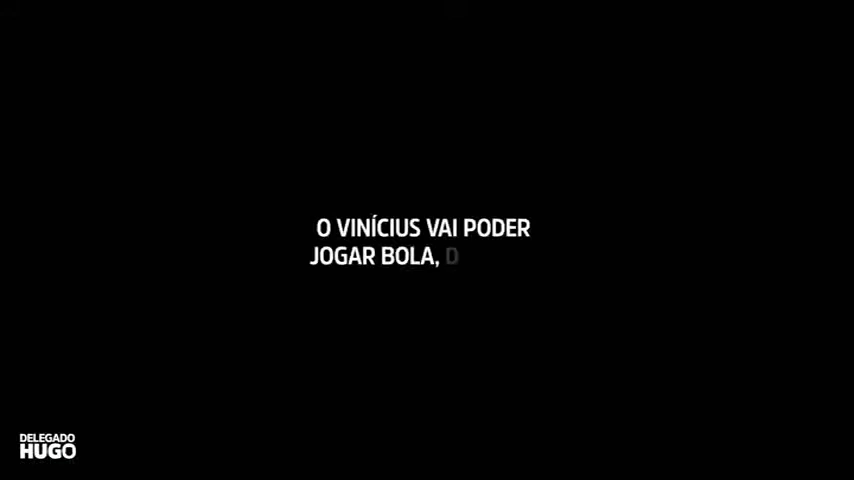 O VINÍCIUS VAI PODER
JOGAR BOLA, D
DELEGADO
HUGO